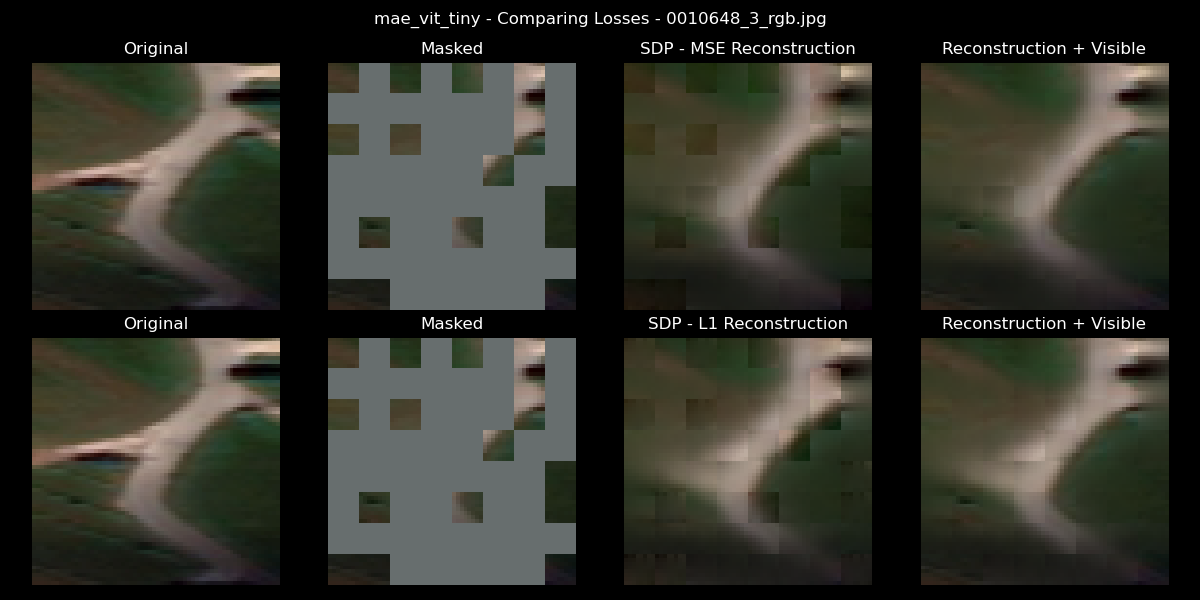 mae_vit_tiny - Comparing Losses - 0010648_3_rgb.jpg
Original
Masked
SDP - MSE Reconstruction
Reconstruction + Visible
Original
Masked
SDP - L1 Reconstruction
Reconstruction + Visible